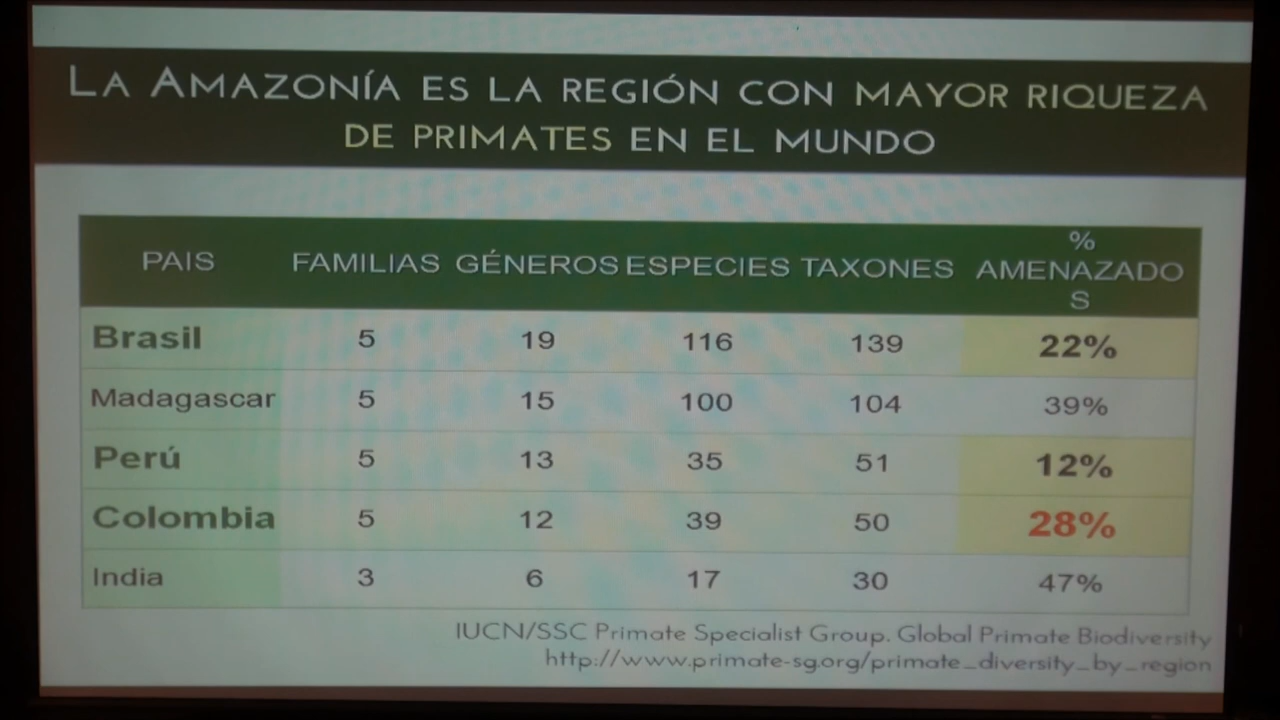 LA AMAZONÍA ES LA REGIÓN CON MAYOR RIQUEZA
DE PRIMATES EN EL MUNDO
PAIS FAMILIAS GÉNEROS ESPECIES TAXONES % AMENAZADO
S
Brasil 5 19 116 139 22%
Madagascar 5 15 100 104 39%
Perú 5 13 35 51 12%
Colombia 5 12 39 50 28%
India 3 6 17 30 47%
IUCN/SSC Primate Specialist Group. Global Primate Biodiversity
http://www.primate-sg.org/primate_diversity_by_region